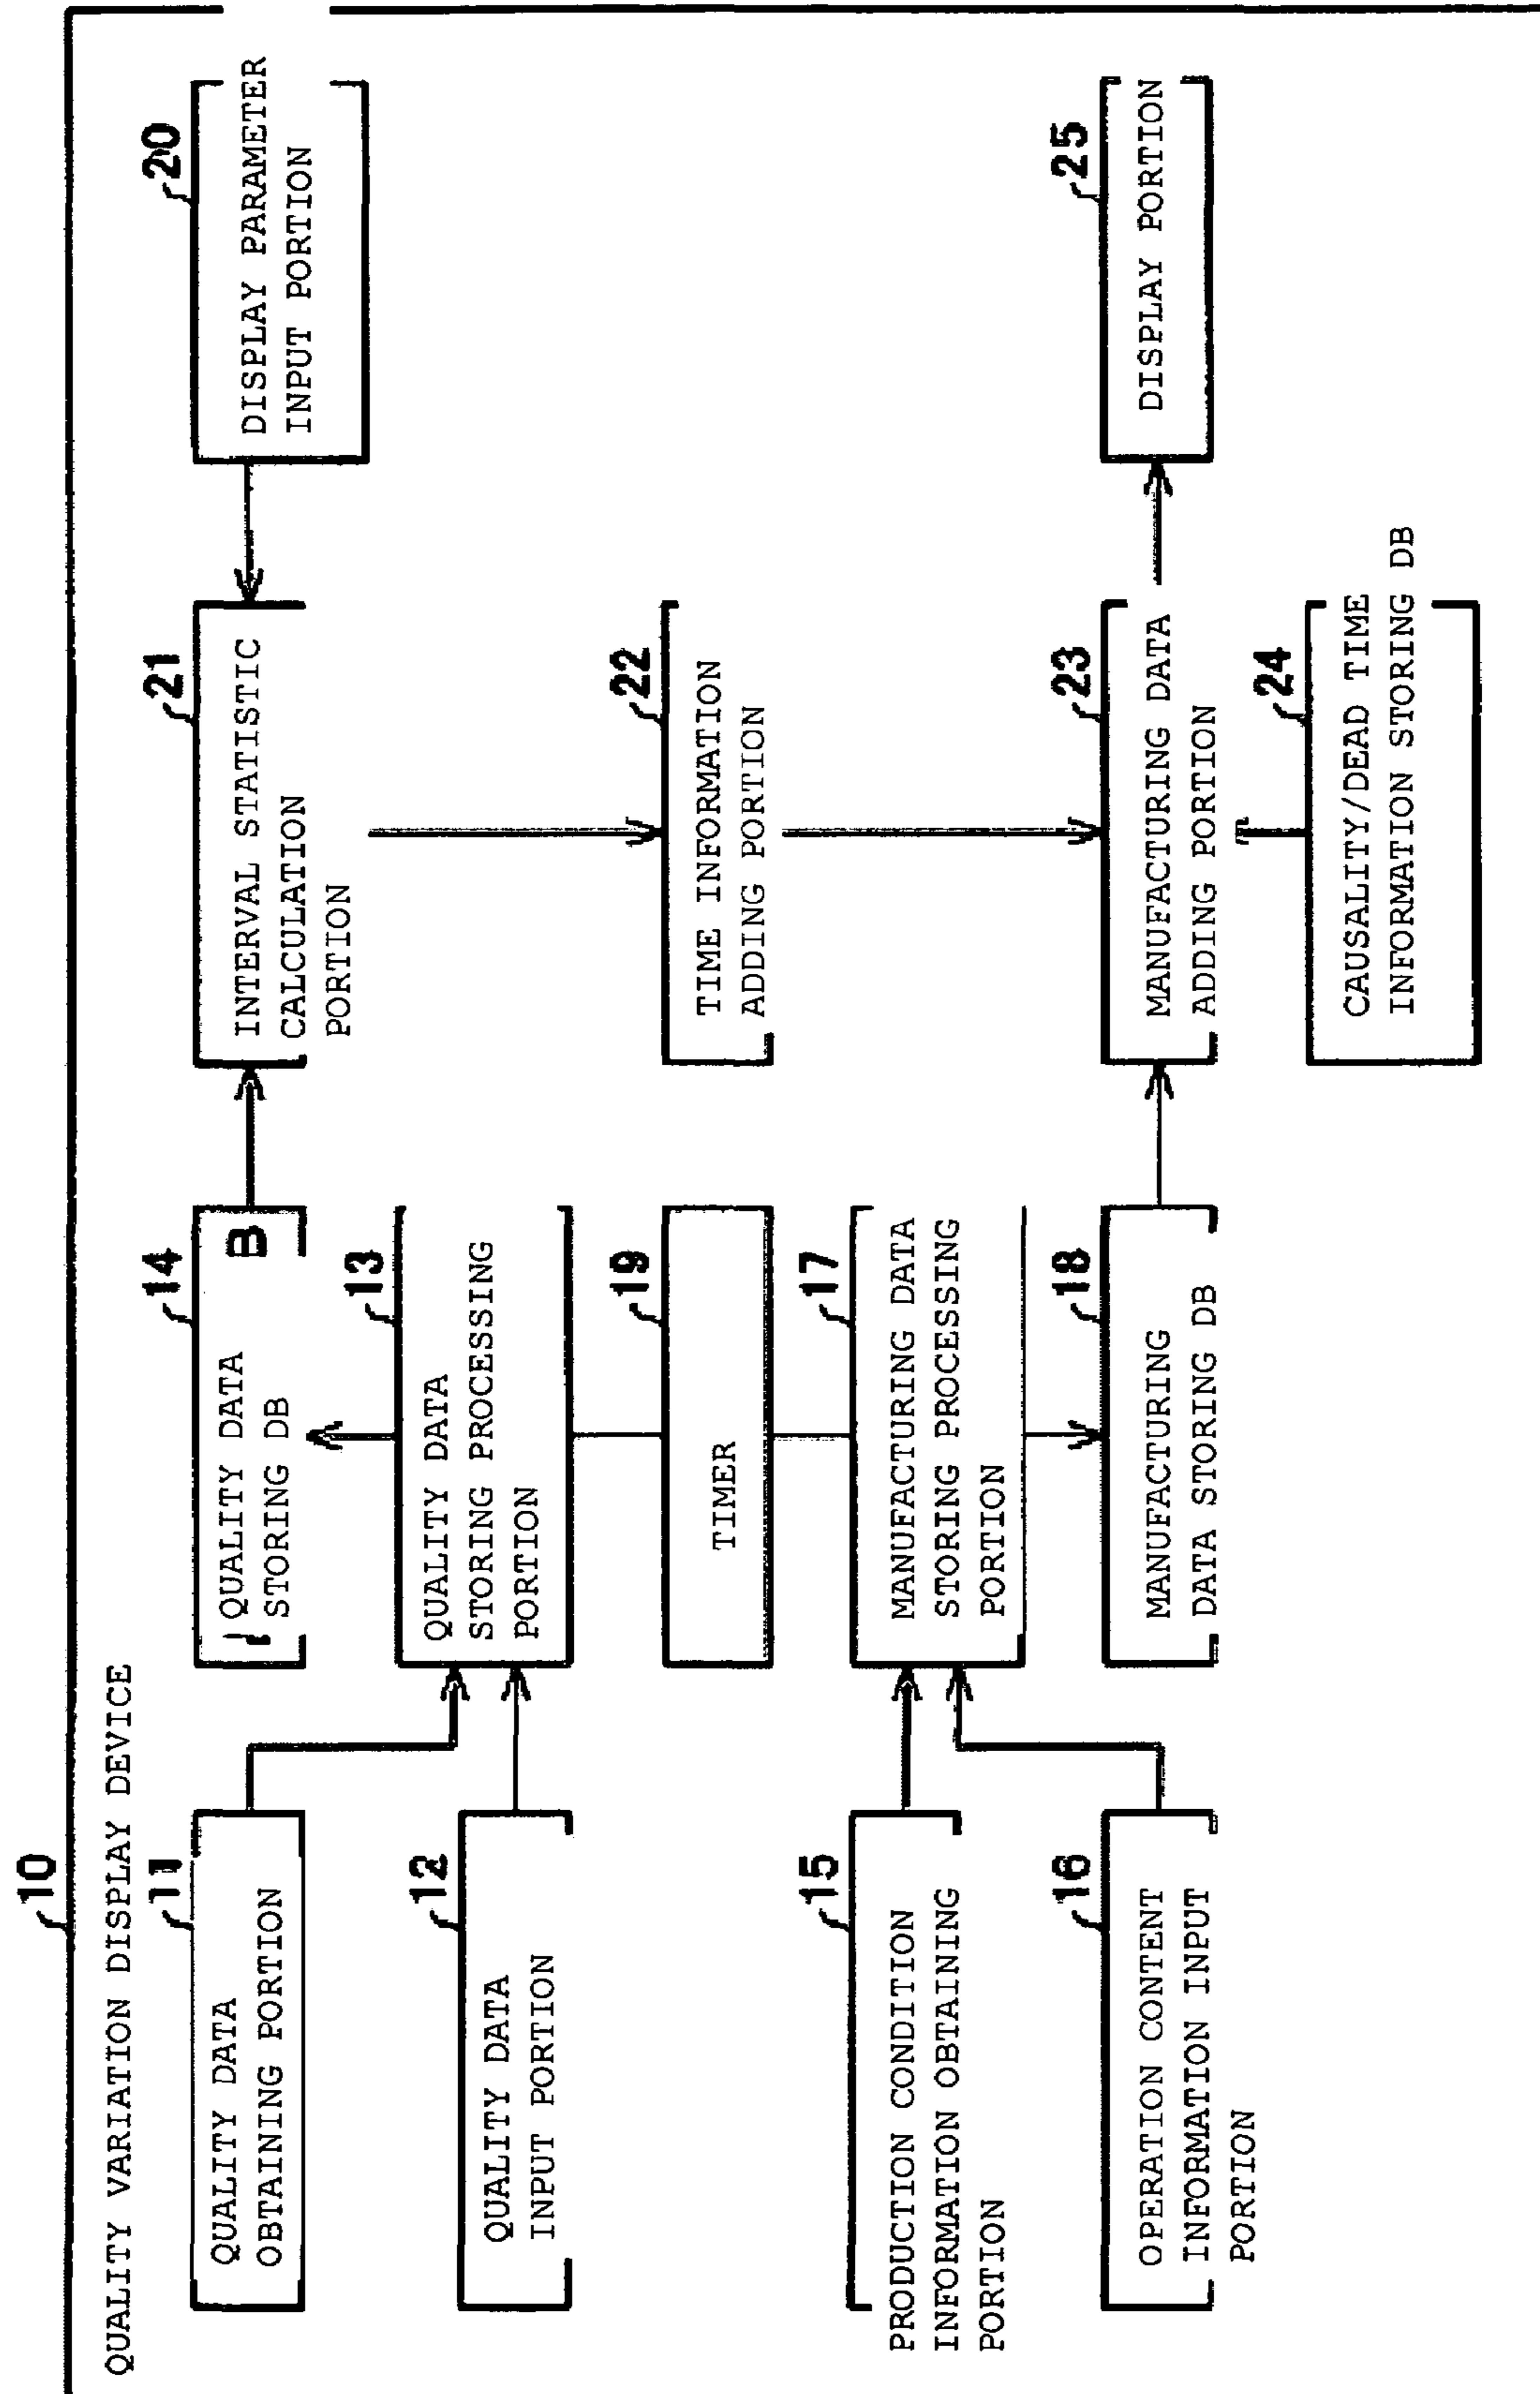 10
QUALITY VARIATION DISPLAY DEVICE
11
QUALITY DATA
OBTAINING PORTION
14
QUALITY DATA
STORING DB
B
21
INTERVAL STATISTIC
CALCULATION
PORTION
20
DISPLAY PARAMETER
INPUT PORTION
12
QUALITY DATA
INPUT PORTION
13
QUALITY DATA
STORING PROCESSING
PORTION
19
TIMER
22
TIME INFORMATION
ADDING PORTION
15
PRODUCTION CONDITION
INFORMATION OBTAINING
PORTION
17
MANUFACTURING DATA
STORING PROCESSING
PORTION
16
OPERATION CONTENT
INFORMATION INPUT
PORTION
18
MANUFACTURING
DATA STORING DB
23
MANUFACTURING DATA
ADDING PORTION
25
DISPLAY PORTION
24
CAUSALITY/DEAD TIME
INFORMATION STORING DB